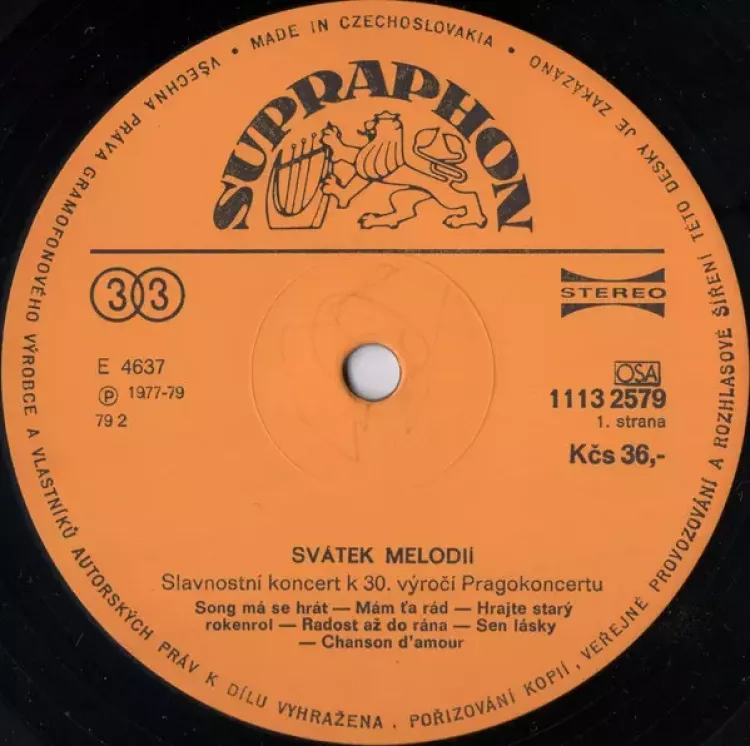 VŠECHNA PRÁVA GRAMOFONOVÉHO VÝROBCE A VLASTNÍKŮ AUTORSKÝCH PRÁV K DÍLU VYHRAŽENA. POŘIZOVÁNÍ KOPIÍ, VEŘEJNÉ PROVOZOVÁNÍ A ROZHLASOVÉ ŠÍŘENÍ TÉTO DESKY JE ZAKÁZÁNO
• MADE IN CZECHOSLOVAKIA •
SUPRAPHON
33
STEREO
E 4637
℗ 1977-79
79 2
OSA
1113 2579
1. strana
Kčs 36,-
SVÁTEK MELODIÍ
Slavnostní koncert k 30. výročí Pragokoncertu
Song má se hrát — Mám ťa rád — Hrajte starý
rokenrol — Radost až do rána — Sen lásky
— Chanson d'amour